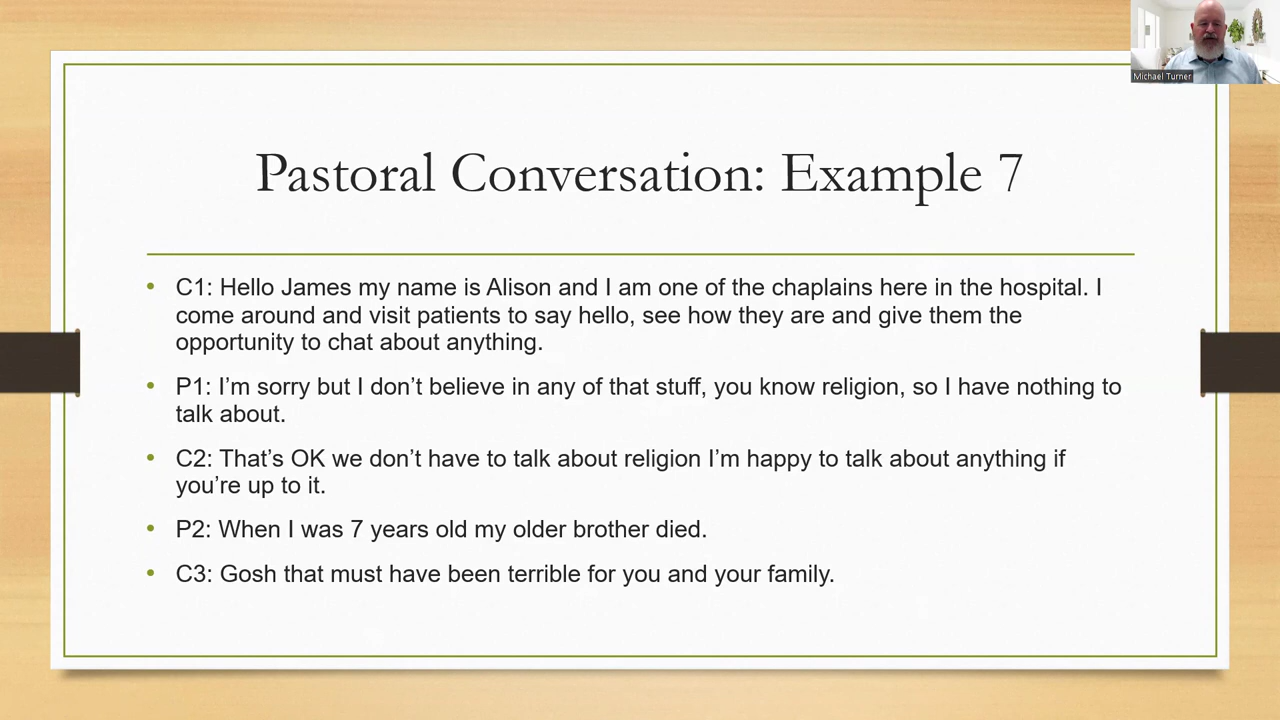 Michael Turner
Pastoral Conversation: Example 7
• C1: Hello James my name is Alison and I am one of the chaplains here in the hospital. I
come around and visit patients to say hello, see how they are and give them the
opportunity to chat about anything.
• P1: I’m sorry but I don’t believe in any of that stuff, you know religion, so I have nothing to
talk about.
• C2: That’s OK we don’t have to talk about religion I’m happy to talk about anything if
you’re up to it.
• P2: When I was 7 years old my older brother died.
• C3: Gosh that must have been terrible for you and your family.